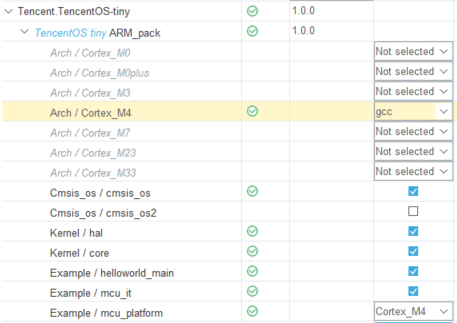 Tencent.TencentOS-tiny 1.0.0
TencentOS tiny ARM_pack 1.0.0
Arch / Cortex_M0 Not selected
Arch / Cortex_M0plus Not selected
Arch / Cortex_M3 Not selected
Arch / Cortex_M4 gcc
Arch / Cortex_M7 Not selected
Arch / Cortex_M23 Not selected
Arch / Cortex_M33 Not selected
Cmsis_os / cmsis_os
Cmsis_os / cmsis_os2
Kernel / hal
Kernel / core
Example / helloworld_main
Example / mcu_it
Example / mcu_platform Cortex_M4